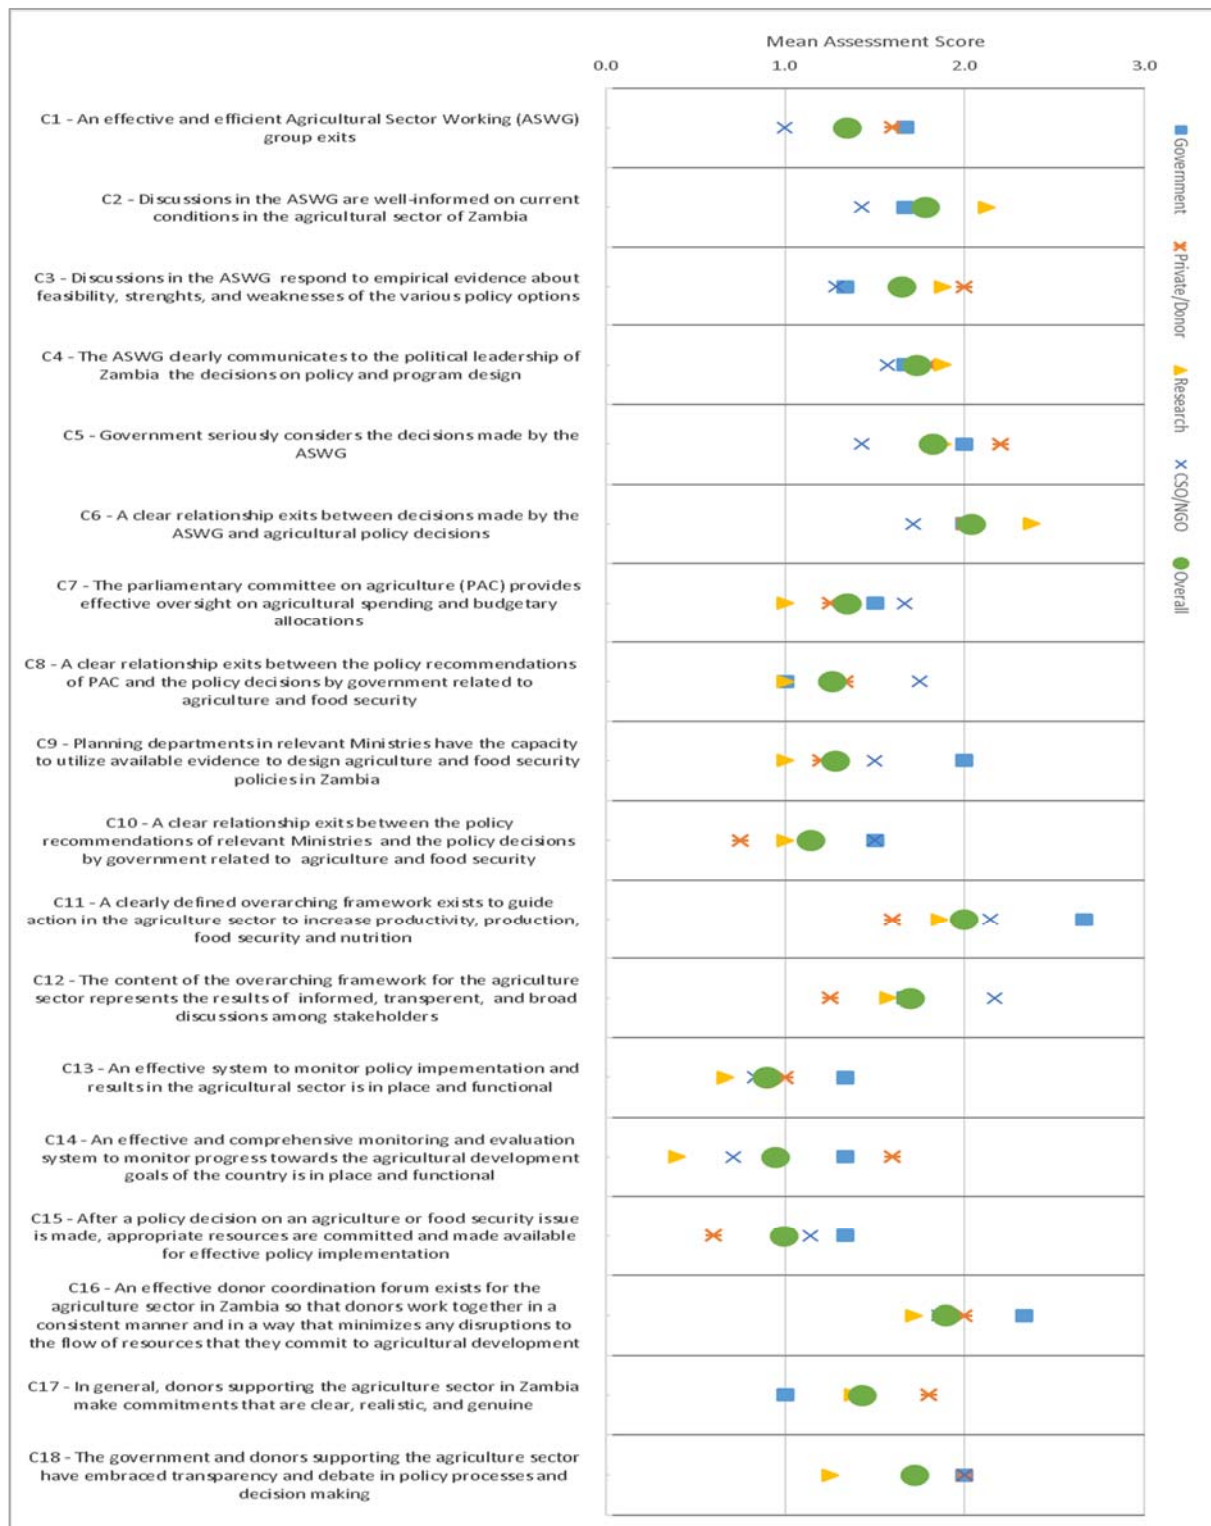 Mean Assessment Score
0.0 1.0 2.0 3.0
C1 - An effective and efficient Agricultural Sector Working (ASWG)
group exits
C2 - Discussions in the ASWG are well-informed on current
conditions in the agricultural sector of Zambia
C3 - Discussions in the ASWG respond to empirical evidence about
feasibility, strenghts, and weaknesses of the various policy options
C4 - The ASWG clearly communicates to the political leadership of
Zambia the decisions on policy and program design
C5 - Government seriously considers the decisions made by the
ASWG
C6 - A clear relationship exits between decisions made by the
ASWG and agricultural policy decisions
C7 - The parliamentary committee on agriculture (PAC) provides
effective oversight on agricultural spending and budgetary
allocations
C8 - A clear relationship exits between the policy recommendations
of PAC and the policy decisions by government related to
agriculture and food security
C9 - Planning departments in relevant Ministries have the capacity
to utilize available evidence to design agriculture and food security
policies in Zambia
C10 - A clear relationship exits between the policy
recommendations of relevant Ministries and the policy decisions
by government related to agriculture and food security
C11 - A clearly defined overarching framework exists to guide
action in the agriculture sector to increase productivity, production,
food security and nutrition
C12 - The content of the overarching framework for the agriculture
sector represents the results of informed, transperent, and broad
discussions among stakeholders
C13 - An effective system to monitor policy impementation and
results in the agricultural sector is in place and functional
C14 - An effective and comprehensive monitoring and evaluation
system to monitor progress towards the agricultural development
goals of the country is in place and functional
C15 - After a policy decision on an agriculture or food security issue
is made, appropriate resources are committed and made available
for effective policy implementation
C16 - An effective donor coordination forum exists for the
agriculture sector in Zambia so that donors work together in a
consistent manner and in a way that minimizes any disruptions to
the flow of resources that they commit to agricultural development
C17 - In general, donors supporting the agriculture sector in Zambia
make commitments that are clear, realistic, and genuine
C18 - The government and donors supporting the agriculture sector
have embraced transparency and debate in policy processes and
decision making
Government
Private/Donor
Research
CSO/NGO
Overall